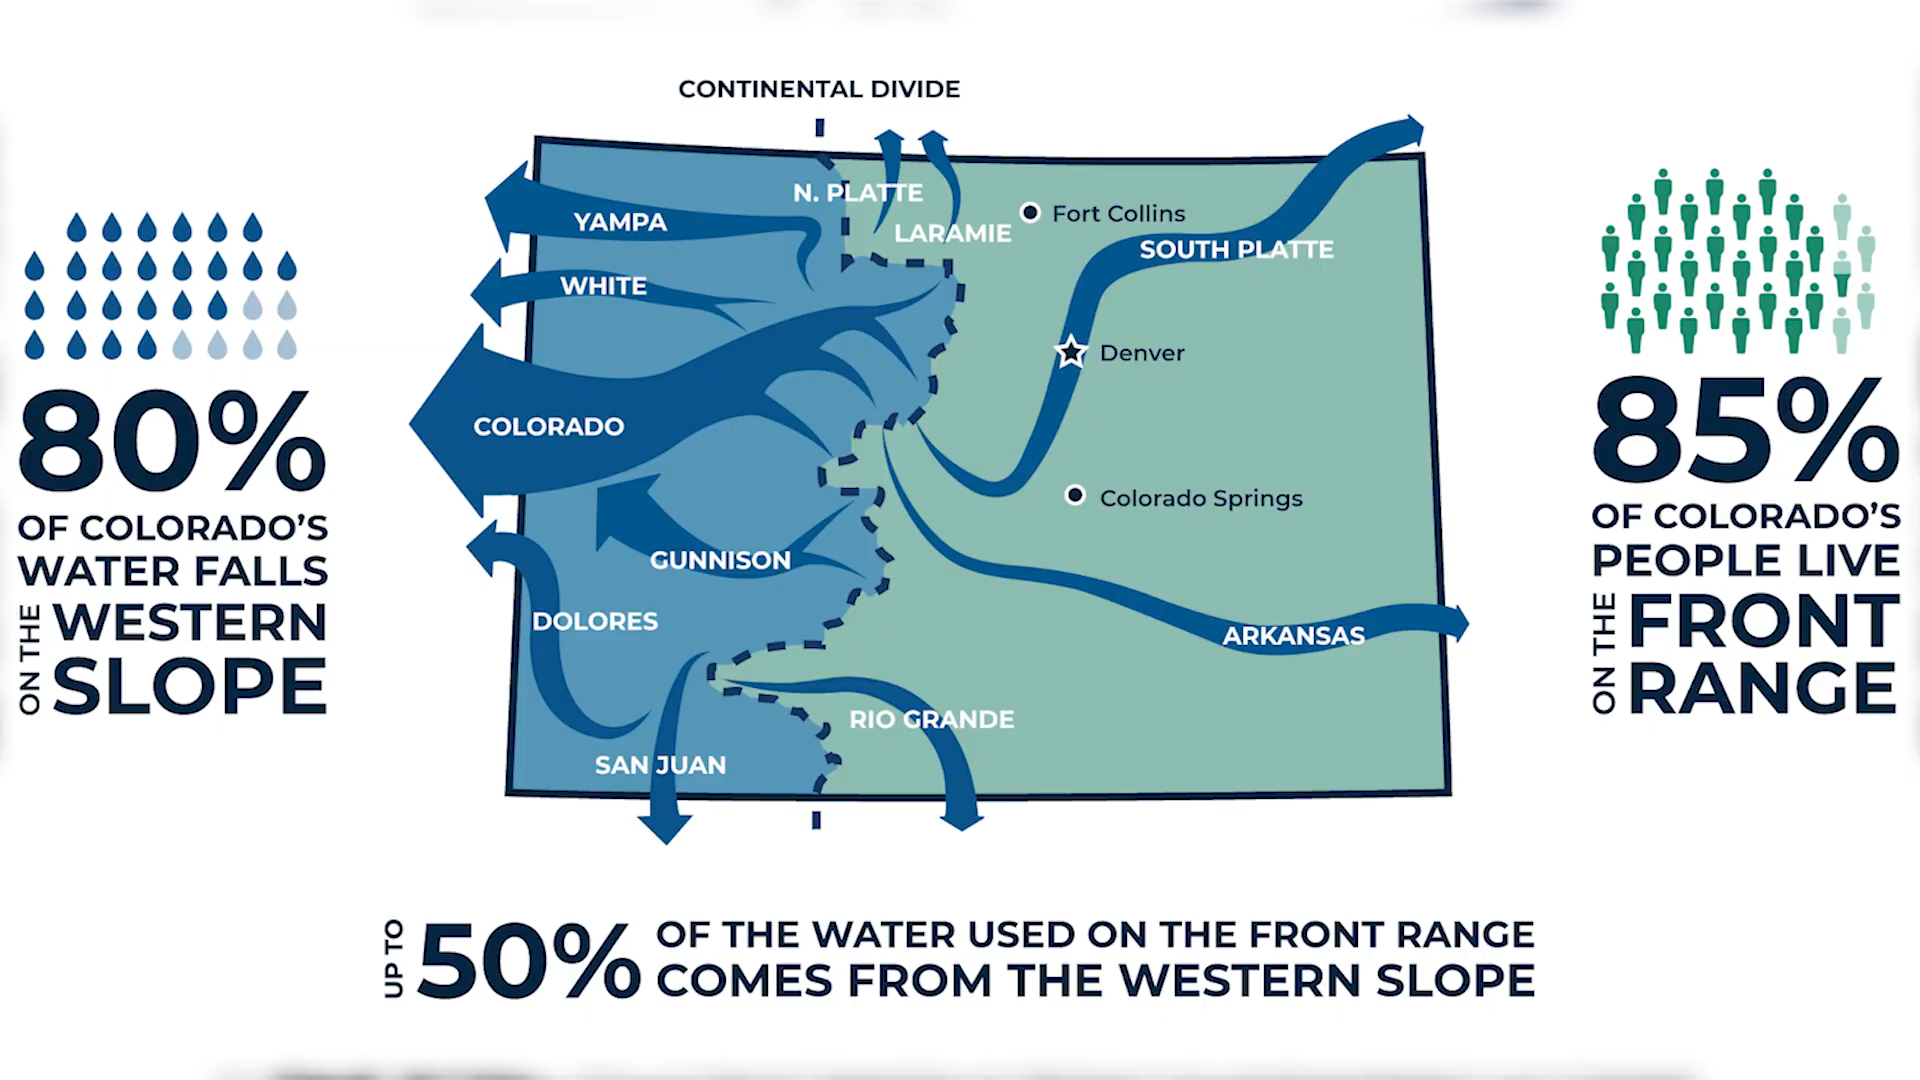 CONTINENTAL DIVIDE
N. PLATTE
YAMPA
LARAMIE
Fort Collins
SOUTH PLATTE
WHITE
Denver
COLORADO
Colorado Springs
GUNNISON
DOLORES
ARKANSAS
RIO GRANDE
SAN JUAN
80%
OF COLORADO'S
WATER FALLS
ON THE WESTERN
SLOPE
85%
OF COLORADO'S
PEOPLE LIVE
ON THE FRONT
RANGE
UP TO 50% OF THE WATER USED ON THE FRONT RANGE
COMES FROM THE WESTERN SLOPE